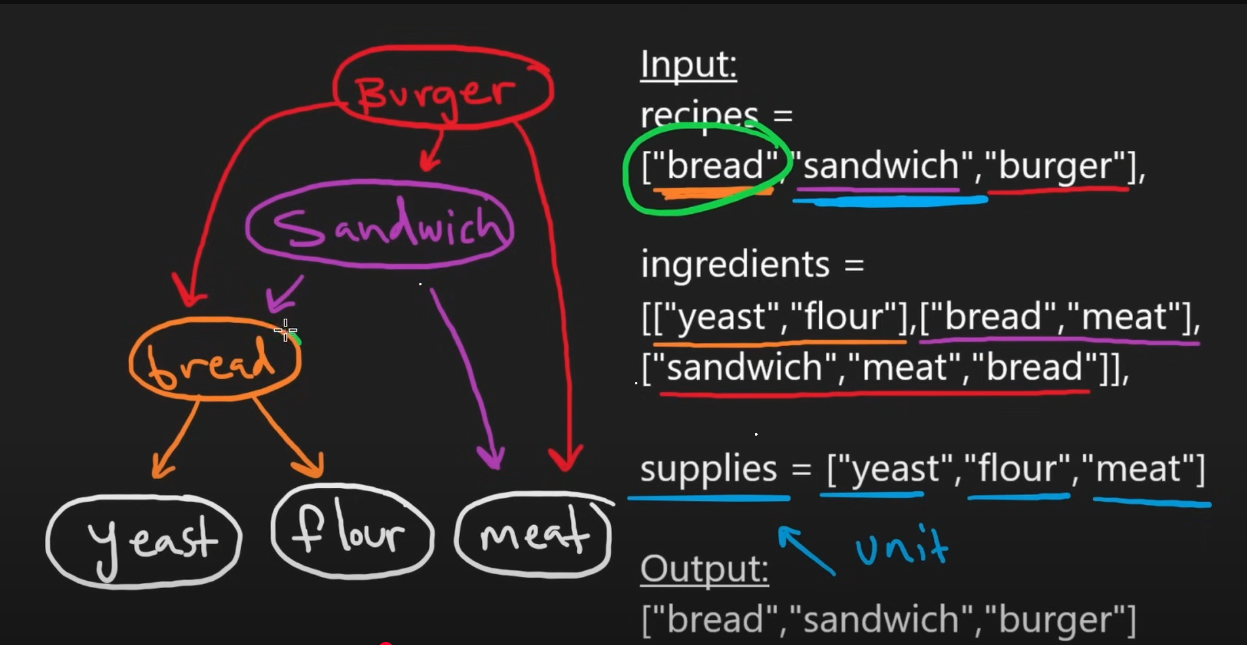 Burger
Sandwich
bread
yeast flour meat
Input:
recipes =
["bread","sandwich","burger"],
ingredients =
[["yeast","flour"],["bread","meat"],
["sandwich","meat","bread"]],
supplies = ["yeast","flour","meat"]
unit
Output:
["bread","sandwich","burger"]